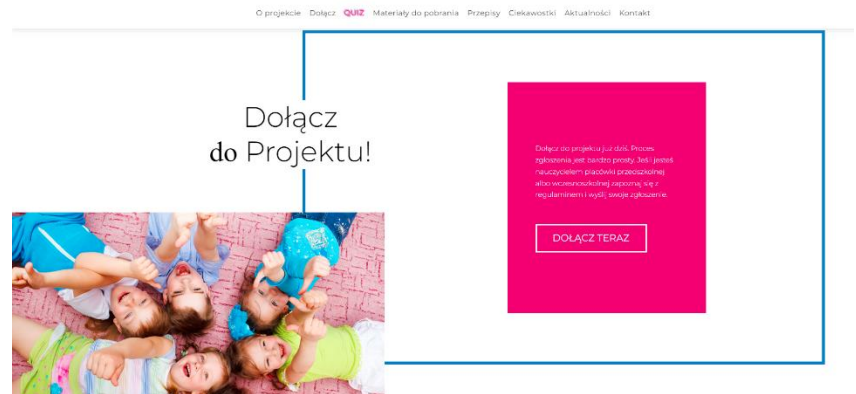 O projekcie Dołącz QUIZ Materiały do pobrania Przepisy Ciekawostki Aktualności Kontakt
Dołącz
do Projektu!
Dołącz do projektu już dziś. Proces
zgłoszenia jest bardzo prosty. Jeśli jesteś
nauczycielem placówki przedszkolnej
albo wczesnoszkolnej zapoznaj się z
regulaminem i wyślij swoje zgłoszenie.
DOŁĄCZ TERAZ